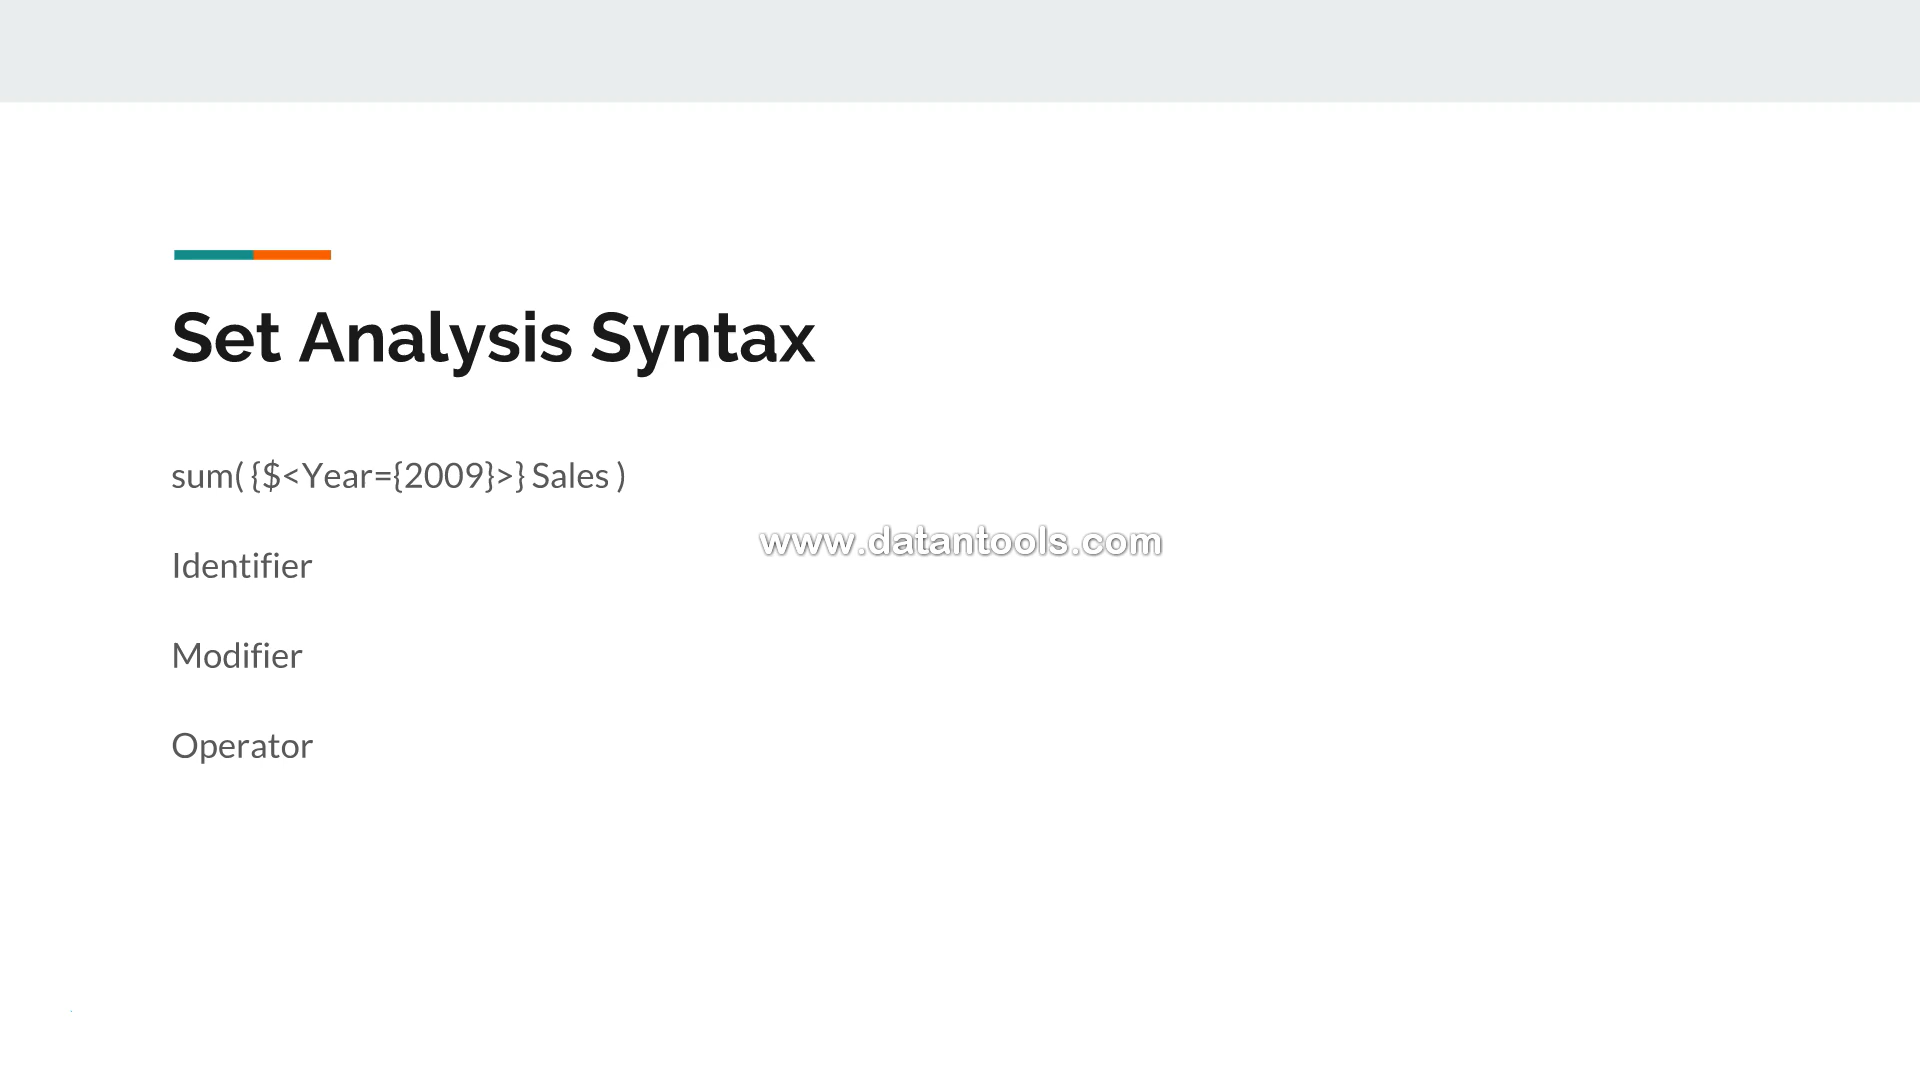 Set Analysis Syntax
sum( {$<Year={2009}>} Sales )
www.datantools.com
Identifier
Modifier
Operator